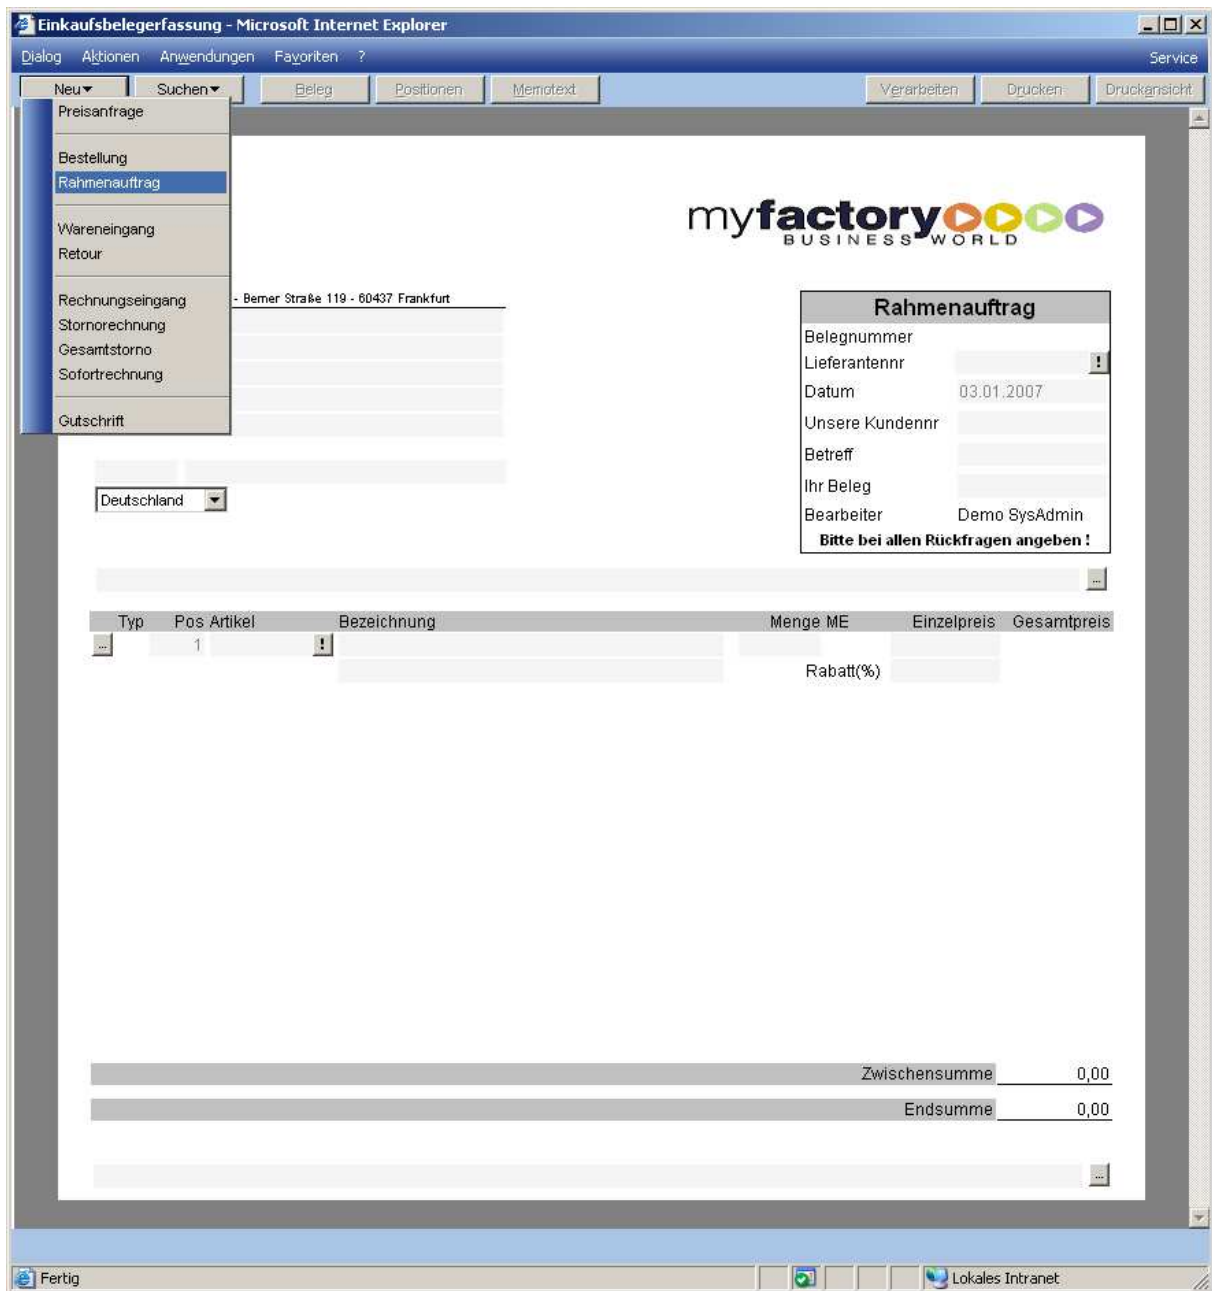 Einkaufsbelegerfassung - Microsoft Internet Explorer
Dialog Aktionen Anwendungen Favoriten ? Service
Neu Suchen Beleg Positionen Memotext Verarbeiten Drucken Druckansicht
Preisanfrage
Bestellung
Rahmenauftrag
Wareneingang
Retour
Rechnungseingang
Stornorechnung
Gesamtstorno
Sofortrechnung
Gutschrift
myfactory
BUSINESS WORLD
- Berner Straße 119 - 60437 Frankfurt
Rahmenauftrag
Belegnummer
Lieferantennr !
Datum 03.01.2007
Unsere Kundennr
Betreff
Ihr Beleg
Bearbeiter Demo SysAdmin
Bitte bei allen Rückfragen angeben !
Deutschland
...
Typ Pos Artikel Bezeichnung Menge ME Einzelpreis Gesamtpreis
... 1 !
Rabatt(%)
Zwischensumme 0,00
Endsumme 0,00
...
Fertig Lokales Intranet